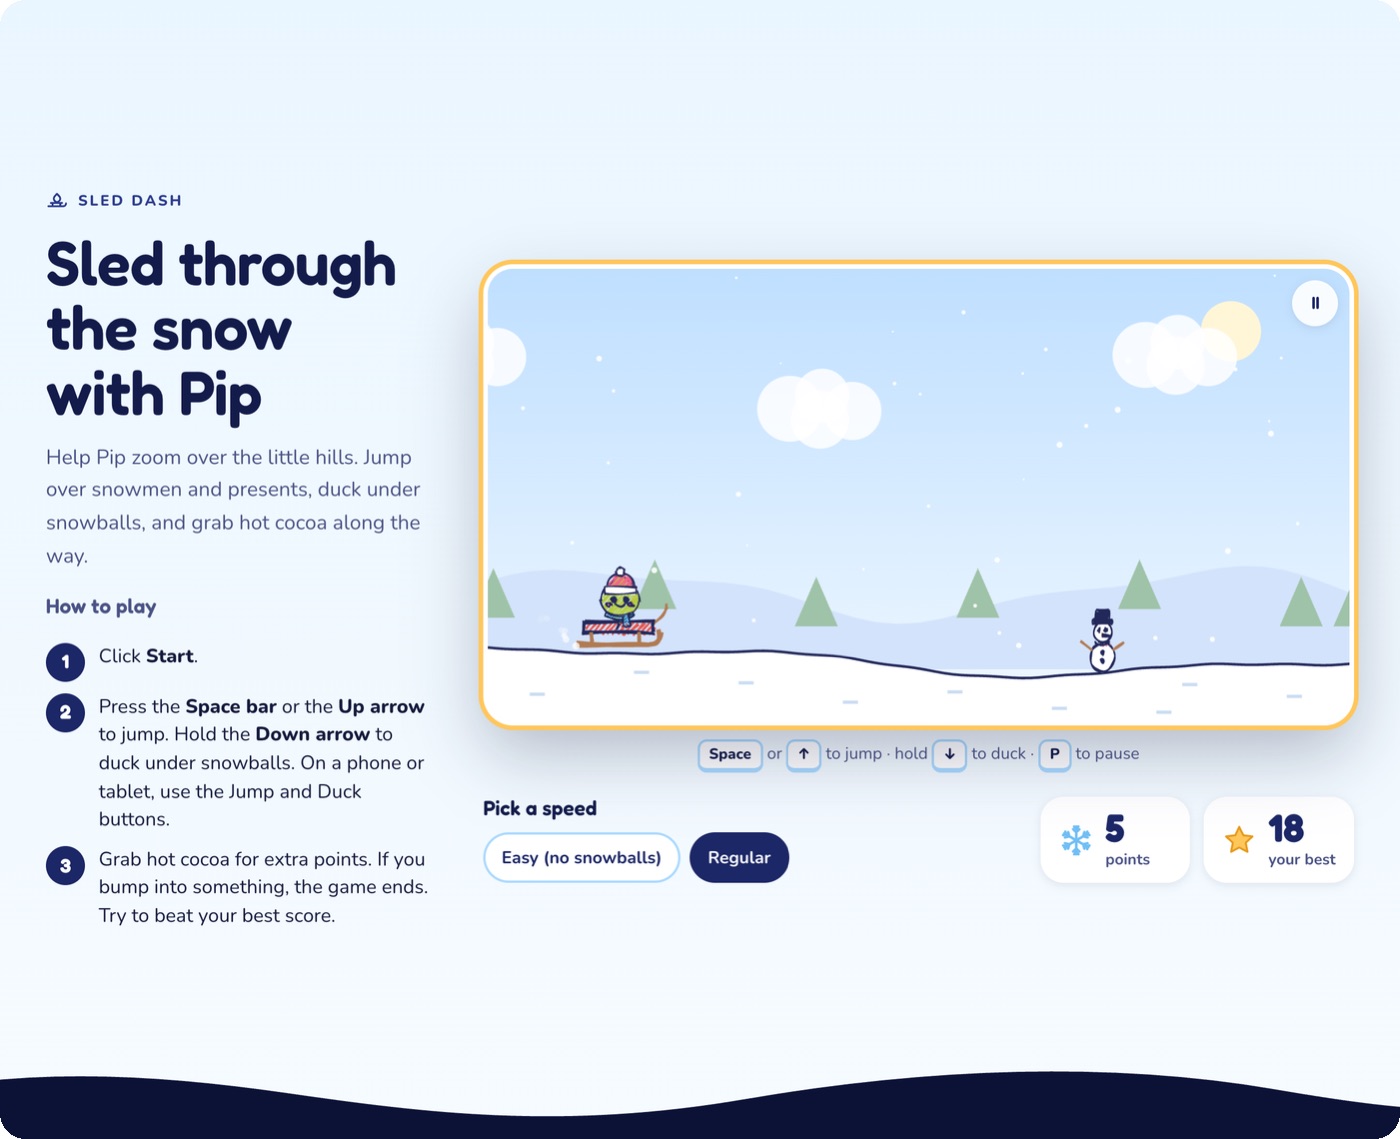 SLED DASH
Sled through
the snow
with Pip
Help Pip zoom over the little hills. Jump
over snowmen and presents, duck under
snowballs, and grab hot cocoa along the
way.
How to play
1 Click Start.
2 Press the Space bar or the Up arrow
to jump. Hold the Down arrow to
duck under snowballs. On a phone or
tablet, use the Jump and Duck
buttons.
3 Grab hot cocoa for extra points. If you
bump into something, the game ends.
Try to beat your best score.
Space or ↑ to jump · hold ↓ to duck · P to pause
Pick a speed
Easy (no snowballs) Regular
5
points
18
your best